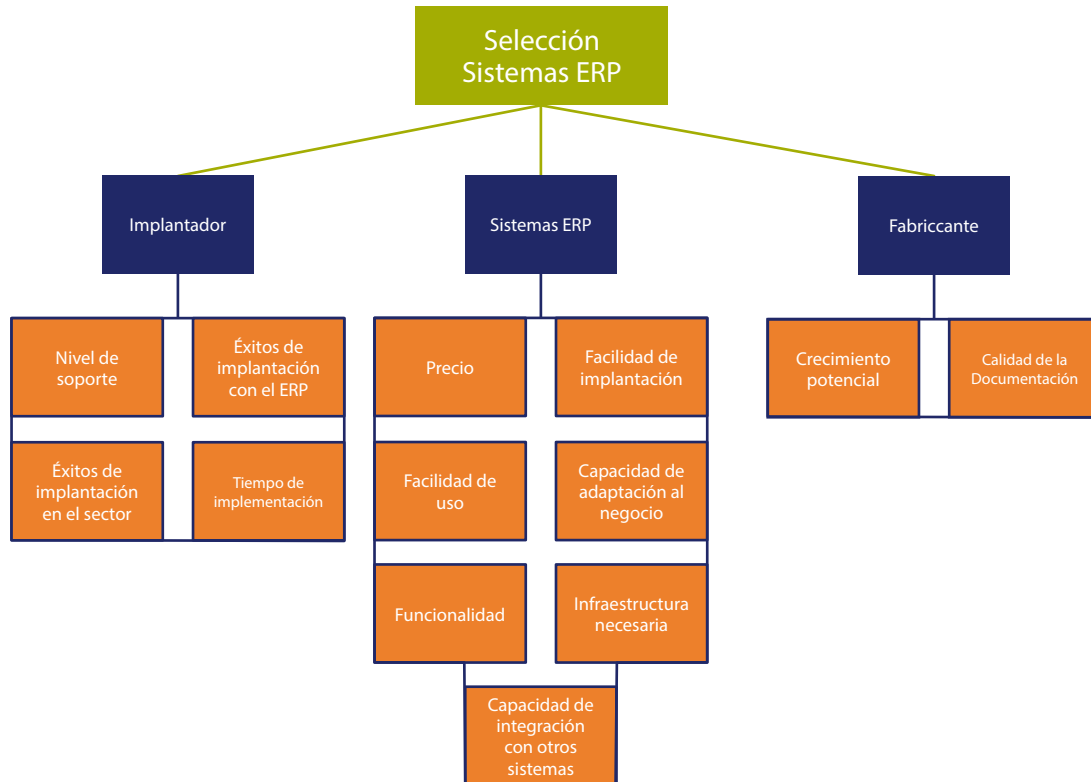 Selección
Sistemas ERP
Implantador
Sistemas ERP
Fabriccante
Nivel de
soporte
Éxitos de
implantación
con el ERP
Éxitos de
implantación
en el sector
Tiempo de
implementación
Precio
Facilidad de
implantación
Facilidad de
uso
Capacidad de
adaptación al
negocio
Funcionalidad
Infraestructura
necesaria
Capacidad de
integración
con otros
sistemas
Crecimiento
potencial
Calidad de la
Documentación